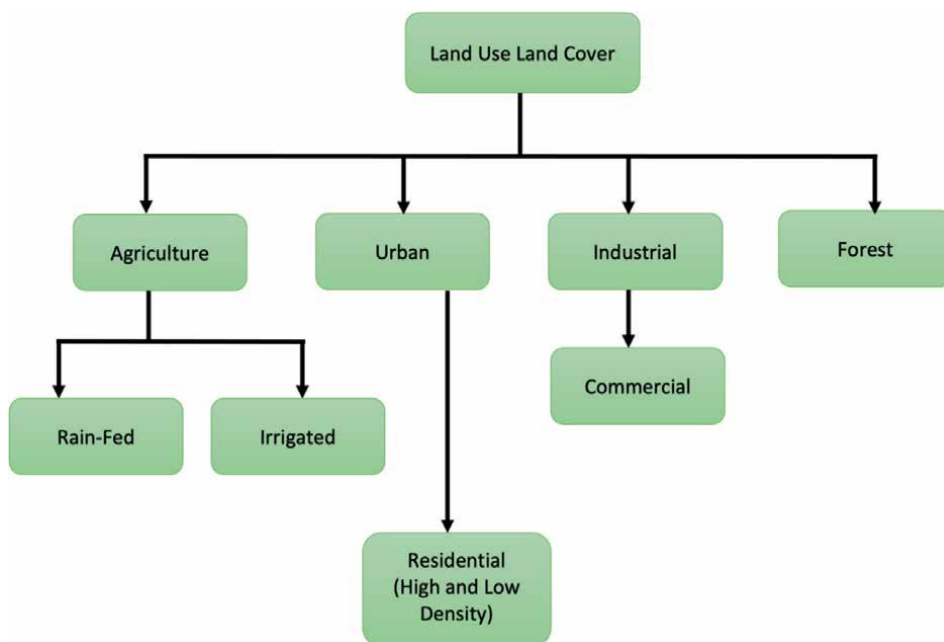 Land Use Land Cover
Agriculture
Urban
Industrial
Forest
Commercial
Rain-Fed
Irrigated
Residential
(High and Low
Density)